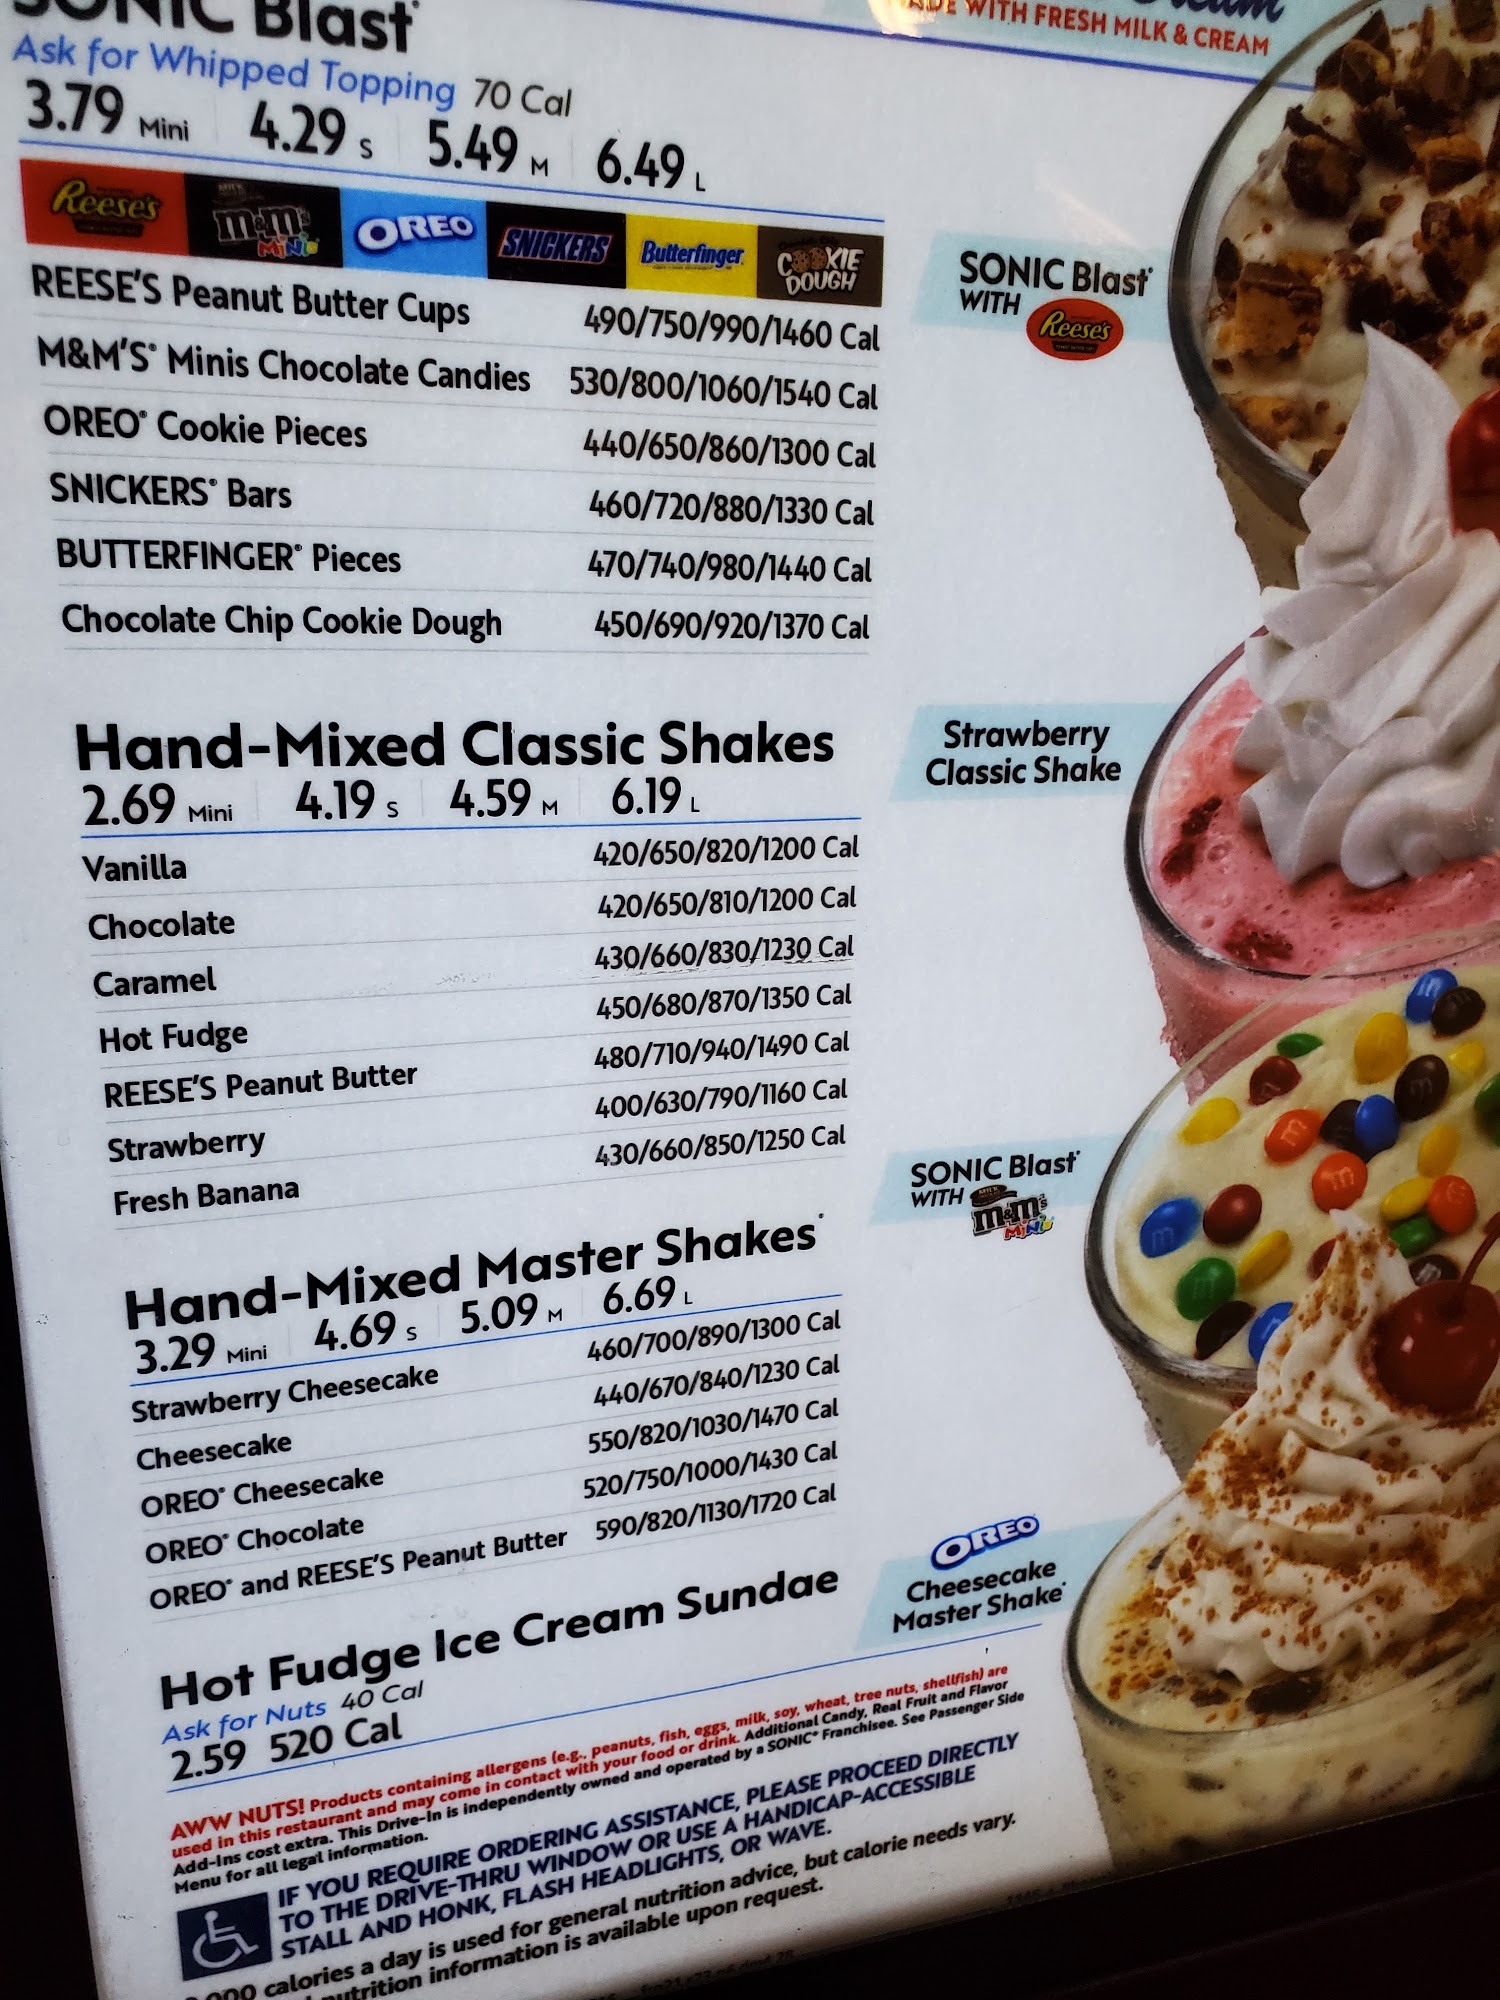 SONIC Blast
Ask for Whipped Topping 70 Cal
3.79 Mini 4.29 S 5.49 M 6.49 L
REESE'S M&M'S MINIS OREO SNICKERS Butterfinger COOKIE DOUGH
REESE'S Peanut Butter Cups 490/750/990/1460 Cal
M&M'S® Minis Chocolate Candies 530/800/1060/1540 Cal
OREO® Cookie Pieces 440/650/860/1300 Cal
SNICKERS® Bars 460/720/880/1330 Cal
BUTTERFINGER® Pieces 470/740/980/1440 Cal
Chocolate Chip Cookie Dough 450/690/920/1370 Cal
Hand-Mixed Classic Shakes
2.69 Mini 4.19 S 4.59 M 6.19 L
Vanilla 420/650/820/1200 Cal
Chocolate 420/650/810/1200 Cal
Caramel 430/660/830/1230 Cal
Hot Fudge 450/680/870/1350 Cal
REESE'S Peanut Butter 480/710/940/1490 Cal
Strawberry 400/630/790/1160 Cal
Fresh Banana 430/660/850/1250 Cal
Hand-Mixed Master Shakes®
3.29 Mini 4.69 S 5.09 M 6.69 L
Strawberry Cheesecake 460/700/890/1300 Cal
Cheesecake 440/670/840/1230 Cal
OREO® Cheesecake 550/820/1030/1470 Cal
OREO® Chocolate 520/750/1000/1430 Cal
OREO® and REESE'S Peanut Butter 590/820/1130/1720 Cal
Hot Fudge Ice Cream Sundae
Ask for Nuts 40 Cal
2.59 520 Cal
AWW NUTS! Products containing allergens (e.g., peanuts, fish, eggs, milk, soy, wheat, tree nuts, shellfish) are
used in this restaurant and may come in contact with your food or drink. Additional Candy, Real Fruit and Flavor
Add-Ins cost extra. This Drive-In is independently owned and operated by a SONIC® Franchisee. See Passenger Side
Menu for all legal information.
IF YOU REQUIRE ORDERING ASSISTANCE, PLEASE PROCEED DIRECTLY
TO THE DRIVE-THRU WINDOW OR USE A HANDICAP-ACCESSIBLE
STALL AND HONK, FLASH HEADLIGHTS, OR WAVE.
000 calories a day is used for general nutrition advice, but calorie needs vary.
nutrition information is available upon request.
MADE WITH FRESH MILK & CREAM
SONIC Blast®
WITH REESE'S
Strawberry
Classic Shake
SONIC Blast®
WITH M&M'S MINIS
OREO
Cheesecake
Master Shake®